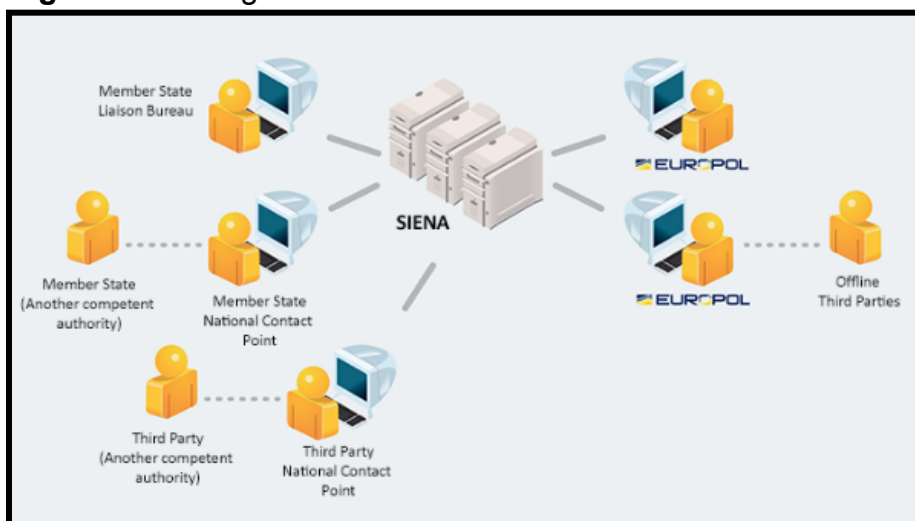 Member State
Liaison Bureau
EUROPOL
SIENA
Member State
(Another competent
authority)
Member State
National Contact
Point
EUROPOL
Offline
Third Parties
Third Party
(Another competent
authority)
Third Party
National Contact
Point